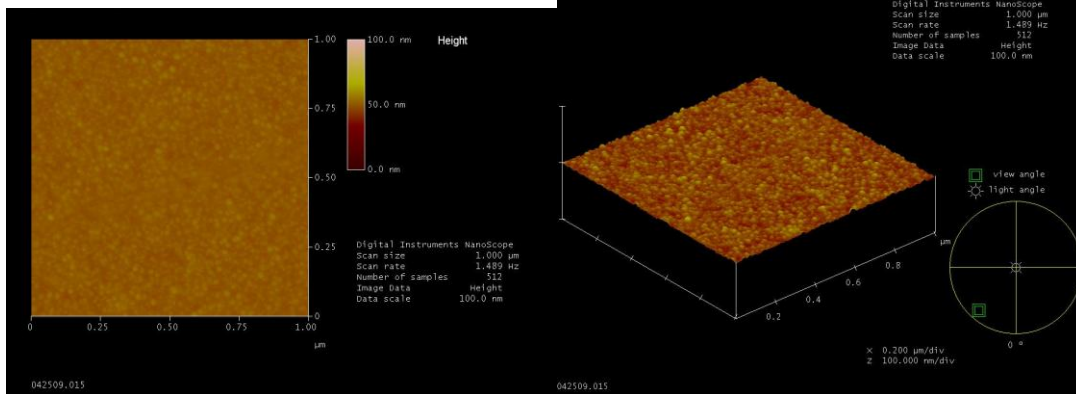 1.00
0.75
0.50
0.25
0
0
0.25
0.50
0.75
1.00
µm
100.0 nm
50.0 nm
0.0 nm
Height
Digital Instruments NanoScope
Scan size 1.000 µm
Scan rate 1.489 Hz
Number of samples 512
Image Data Height
Data scale 100.0 nm
042509.015
Digital Instruments NanoScope
Scan size 1.000 µm
Scan rate 1.489 Hz
Number of samples 512
Image Data Height
Data scale 100.0 nm
view angle
light angle
µm
0.8
0.6
0.4
0.2
0 º
X 0.200 µm/div
Z 100.000 nm/div
042509.015